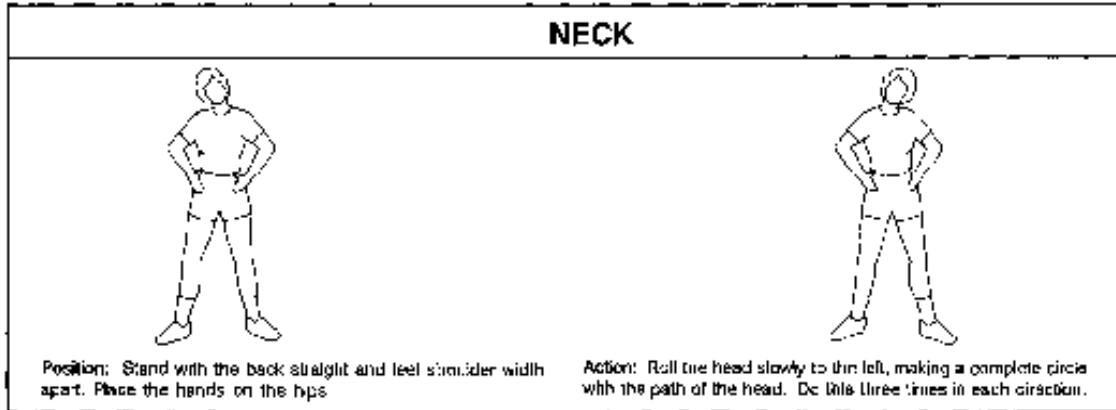 NECK
Position: Stand with the back straight and feet shoulder width
apart. Place the hands on the hips
Action: Roll the head slowly to the left, making a complete circle
with the path of the head. Do this three times in each direction.